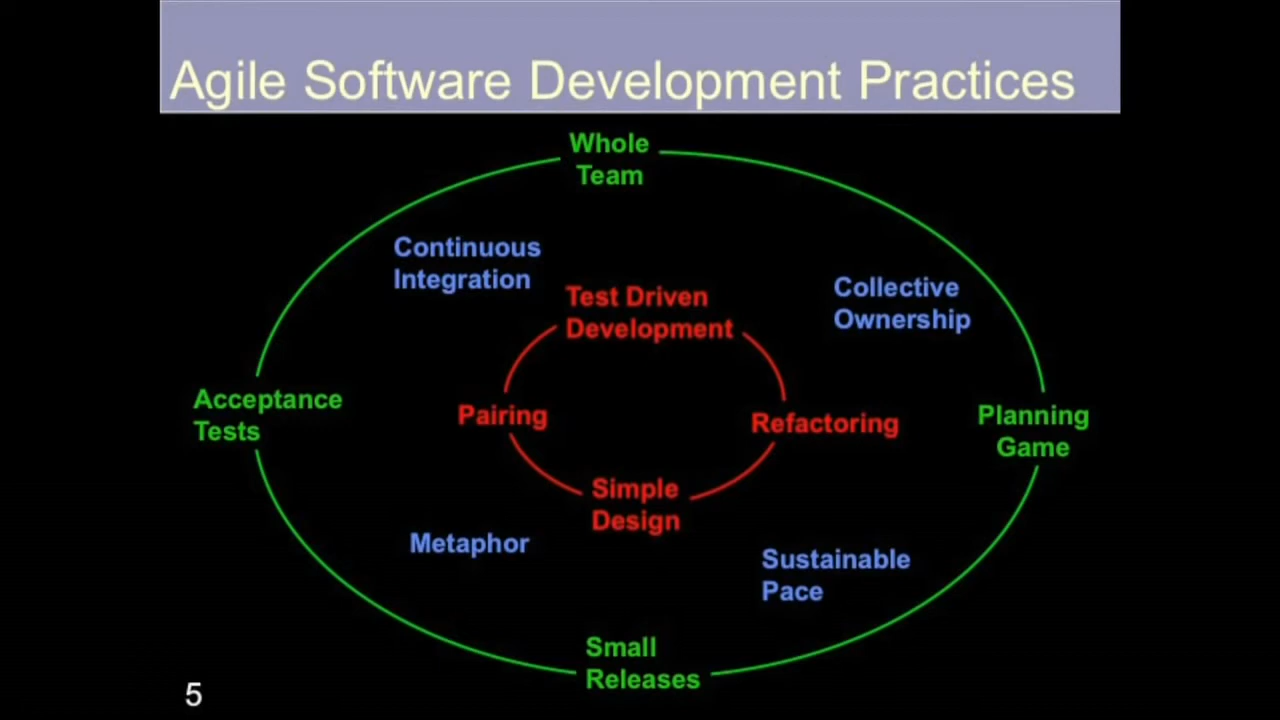 Agile Software Development Practices
Whole
Team
Continuous
Integration
Collective
Ownership
Test Driven
Development
Acceptance
Tests
Pairing
Refactoring
Planning
Game
Simple
Design
Metaphor
Sustainable
Pace
Small
Releases
5